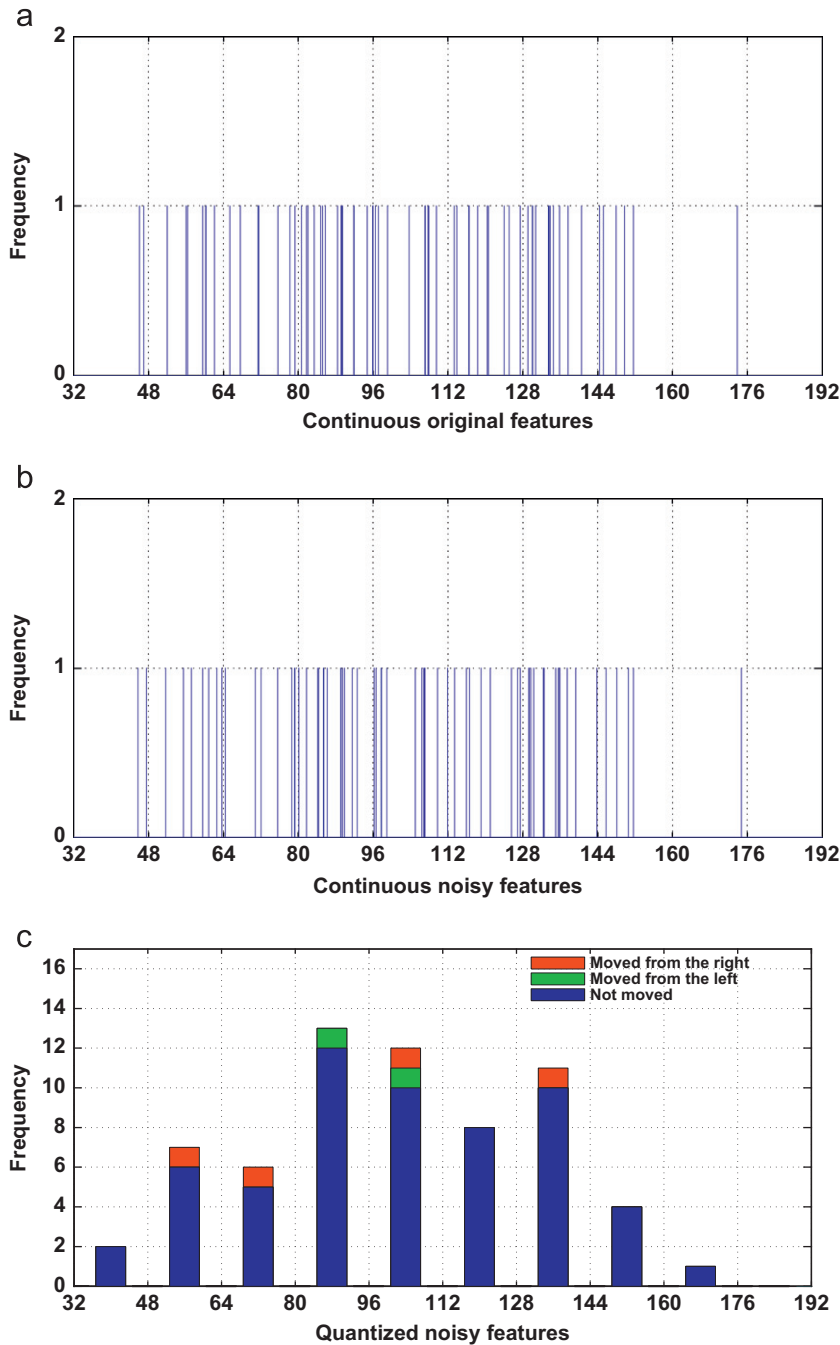 a
2
1
0
Frequency
32 48 64 80 96 112 128 144 160 176 192
Continuous original features
b
2
1
0
Frequency
32 48 64 80 96 112 128 144 160 176 192
Continuous noisy features
c
Moved from the right
Moved from the left
Not moved
16
14
12
10
8
6
4
2
0
Frequency
32 48 64 80 96 112 128 144 160 176 192
Quantized noisy features